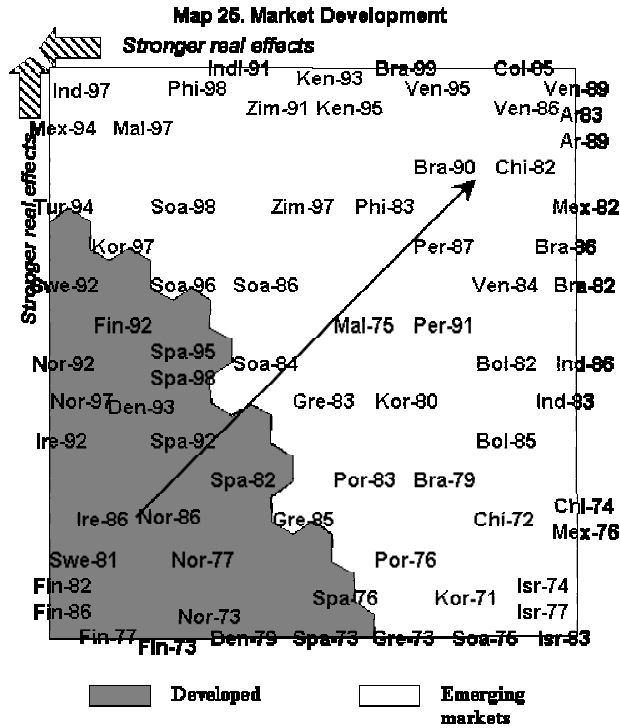 Map 25. Market Development
Stronger real effects
Stronger real effects
Indl-91 Ken-93 Bra-99 Col-85
Ind-97 Phi-98 Ven-95 Ven-89
Zim-91 Ken-95 Ven-86 Ar83
Mex-94 Mal-97 Ar-89
Bra-90 Chi-82
Tur-94 Soa-98 Zim-97 Phi-83 Mex-82
Kor-97 Per-87 Bra-86
Swe-92 Soa-96 Soa-86 Ven-84 Bra-82
Fin-92 Mal-75 Per-91
Spa-95
Nor-92 Soa-84 Bol-82 Ind-86
Spa-98
Nor-97 Den-93 Gre-83 Kor-80 Ind-83
Ire-92 Spa-92 Bol-85
Spa-82 Por-83 Bra-79
Chi-74
Ire-86 Nor-86 Gre-85 Chi-72
Mex-76
Swe-81 Nor-77 Por-76
Fin-82 Isr-74
Spa-76 Kor-71
Fin-86 Nor-73 Isr-77
Fin-77 Fin-73 Den-79 Spa-73 Gre-73 Soa-75 Isr-83
Developed Emerging
markets